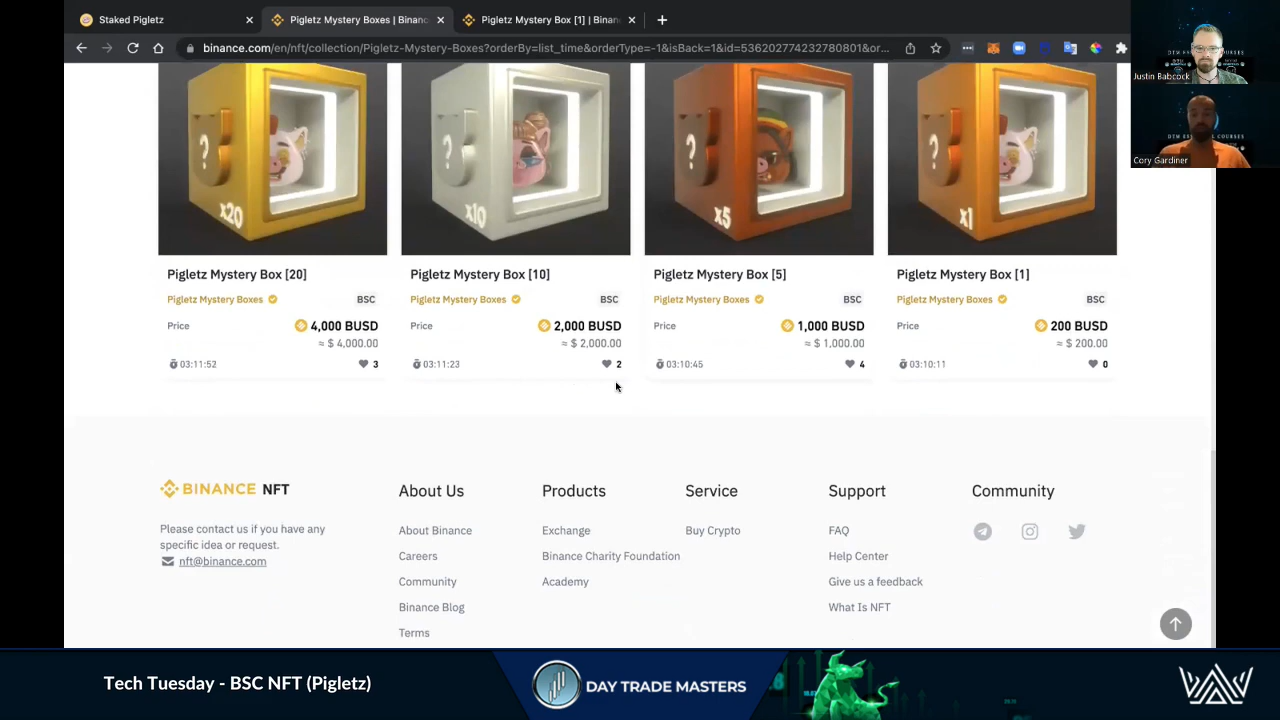 Staked Pigletz
Pigletz Mystery Boxes | Binanc
Pigletz Mystery Box [1] | Binan
binance.com/en/nft/collection/Pigletz-Mystery-Boxes?orderBy=list_time&orderType=-1&isBack=1&id=536202774232780801&or...
Justin Babcock
Cory Gardiner
? x20
? x10
? x5
? x1
Pigletz Mystery Box [20]
Pigletz Mystery Boxes BSC
Price 4,000 BUSD
≈ $ 4,000.00
03:11:52 3
Pigletz Mystery Box [10]
Pigletz Mystery Boxes BSC
Price 2,000 BUSD
≈ $ 2,000.00
03:11:23 2
Pigletz Mystery Box [5]
Pigletz Mystery Boxes BSC
Price 1,000 BUSD
≈ $ 1,000.00
03:10:45 4
Pigletz Mystery Box [1]
Pigletz Mystery Boxes BSC
Price 200 BUSD
≈ $ 200.00
03:10:11 0
BINANCE NFT
Please contact us if you have any
specific idea or request.
nft@binance.com
About Us
About Binance
Careers
Community
Binance Blog
Terms
Products
Exchange
Binance Charity Foundation
Academy
Service
Buy Crypto
Support
FAQ
Help Center
Give us a feedback
What Is NFT
Community
Tech Tuesday - BSC NFT (Pigletz)
DAY TRADE MASTERS